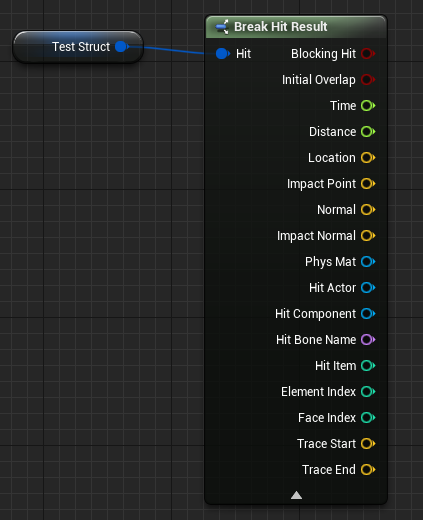 Break Hit Result
Test Struct
Hit
Blocking Hit
Initial Overlap
Time
Distance
Location
Impact Point
Normal
Impact Normal
Phys Mat
Hit Actor
Hit Component
Hit Bone Name
Hit Item
Element Index
Face Index
Trace Start
Trace End